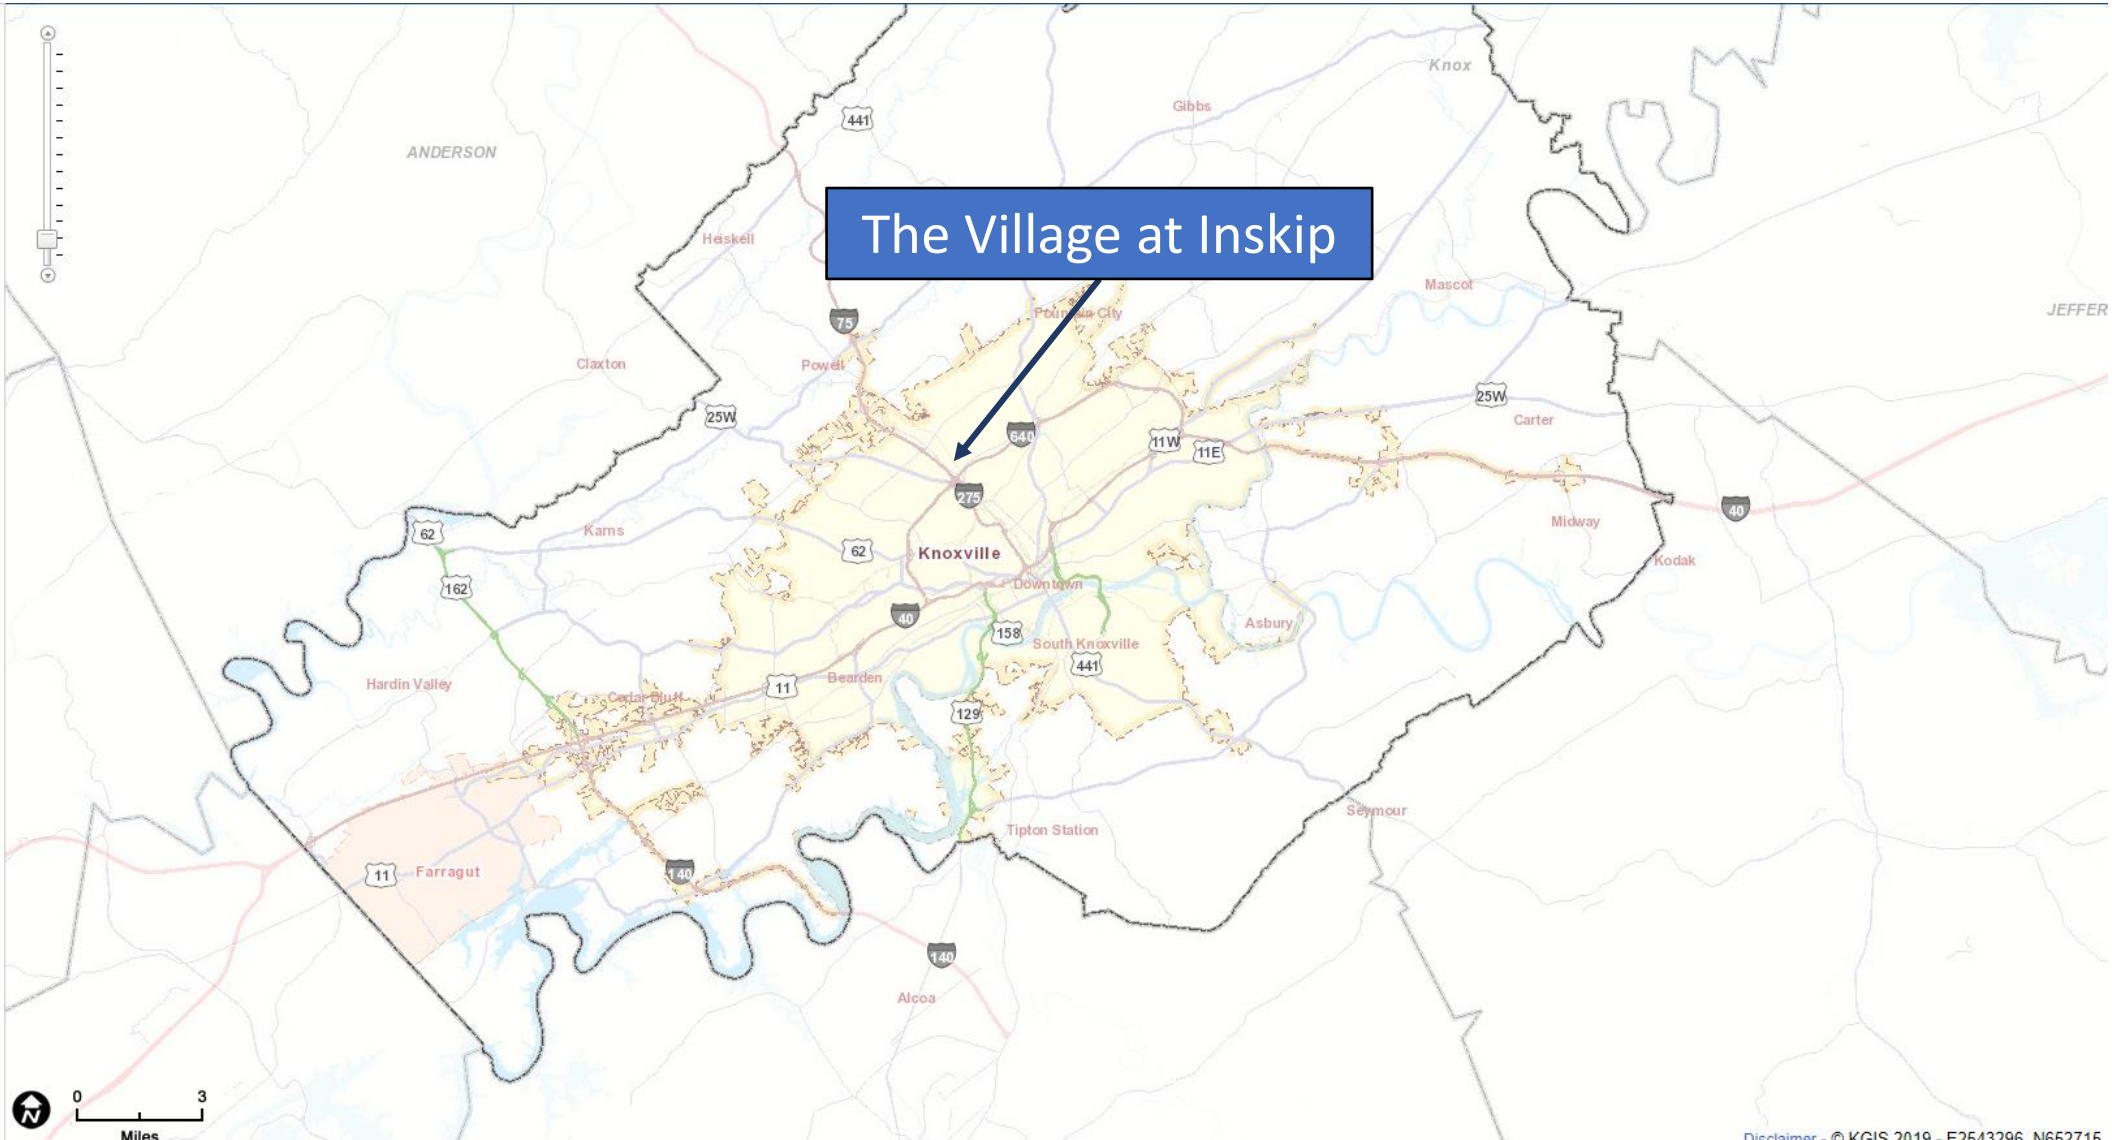 Knox
Gibbs
441
ANDERSON
The Village at Inskip
Heiskell
Mascot
JEFFER
Fountain City
75
Claxton
Powell
25W
25W
Carter
640
11W
11E
275
40
Midway
62
Karns
62
Knoxville
Kodak
162
Downtown
40
Asbury
158
South Knoxville
441
Hardin Valley
Bearden
11
Cedar Bluff
129
Seymour
Tipton Station
11
Farragut
140
140
Alcoa
N
0 3
Miles
Disclaimer - © KGIS 2019 - E2543296, N652715